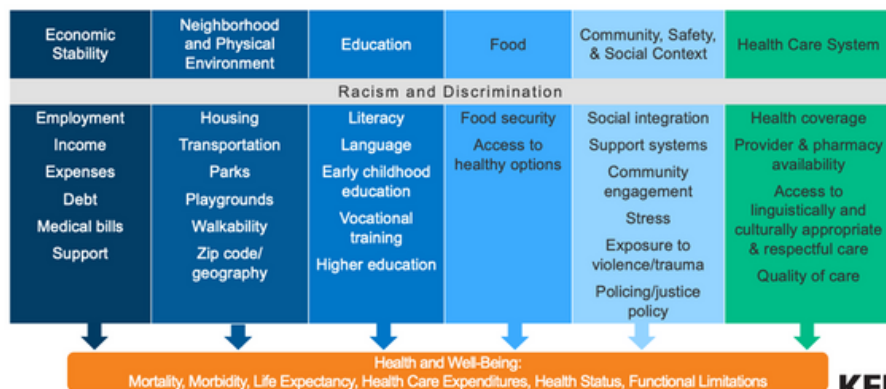 Economic
Stability
Neighborhood
and Physical
Environment
Education
Food
Community, Safety,
& Social Context
Health Care System
Racism and Discrimination
Employment
Income
Expenses
Debt
Medical bills
Support
Housing
Transportation
Parks
Playgrounds
Walkability
Zip code/
geography
Literacy
Language
Early childhood
education
Vocational
training
Higher education
Food security
Access to
healthy options
Social integration
Support systems
Community
engagement
Stress
Exposure to
violence/trauma
Policing/justice
policy
Health coverage
Provider & pharmacy
availability
Access to
linguistically and
culturally appropriate
& respectful care
Quality of care
Health and Well-Being:
Mortality, Morbidity, Life Expectancy, Health Care Expenditures, Health Status, Functional Limitations